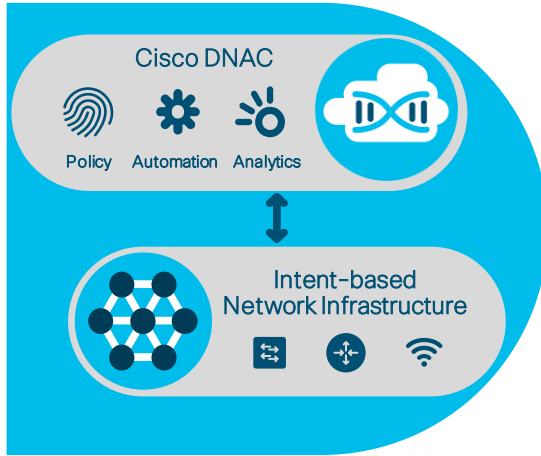 Cisco DNAC
Policy Automation Analytics
Intent-based
Network Infrastructure